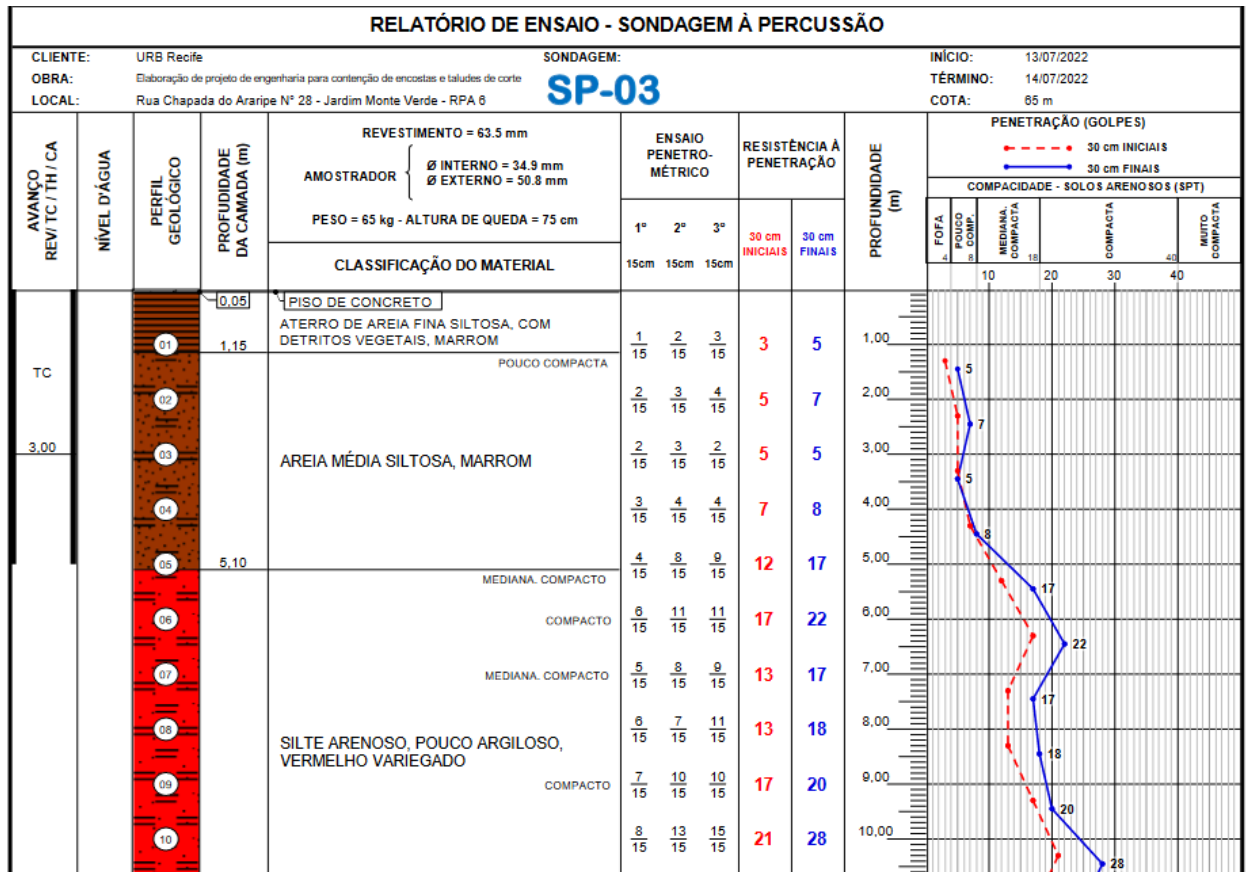 RELATÓRIO DE ENSAIO - SONDAGEM À PERCUSSÃO
CLIENTE: URB Recife
OBRA: Elaboração de projeto de engenharia para contenção de encostas e taludes de corte
LOCAL: Rua Chapada do Araripe N° 28 - Jardim Monte Verde - RPA 6
SONDAGEM:
SP-03
INÍCIO: 13/07/2022
TÉRMINO: 14/07/2022
COTA: 65 m
AVANÇO
REV/ TC / TH / CA
NÍVEL D'ÁGUA
PERFIL
GEOLÓGICO
PROFUDIDADE
DA CAMADA (m)
REVESTIMENTO = 63.5 mm
AMOSTRADOR
Ø INTERNO = 34.9 mm
Ø EXTERNO = 50.8 mm
PESO = 65 kg - ALTURA DE QUEDA = 75 cm
CLASSIFICAÇÃO DO MATERIAL
ENSAIO
PENETRO-
MÉTRICO
1º 2º 3º
15cm 15cm 15cm
RESISTÊNCIA À
PENETRAÇÃO
30 cm
INICIAIS
30 cm
FINAIS
PROFUNDIDADE
(m)
PENETRAÇÃO (GOLPES)
30 cm INICIAIS
30 cm FINAIS
COMPACIDADE - SOLOS ARENOSOS (SPT)
FOFA
POUCO
COMP.
MEDIANA.
COMPACTA
COMPACTA
MUITO
COMPACTA
4 8 18 40
10 20 30 40
0,05 PISO DE CONCRETO
ATERRO DE AREIA FINA SILTOSA, COM
DETRITOS VEGETAIS, MARROM
01 1,15 1/15 2/15 3/15 3 5 1,00
POUCO COMPACTA
TC
5
02 2/15 3/15 4/15 5 7 2,00
7
3,00 03 AREIA MÉDIA SILTOSA, MARROM 2/15 3/15 2/15 5 5 3,00
5
04 3/15 4/15 4/15 7 8 4,00
8
05 5,10 4/15 8/15 9/15 12 17 5,00
MEDIANA. COMPACTO
17
06 COMPACTO 6/15 11/15 11/15 17 22 6,00
22
07 MEDIANA. COMPACTO 5/15 8/15 9/15 13 17 7,00
17
08 6/15 7/15 11/15 13 18 8,00
SILTE ARENOSO, POUCO ARGILOSO,
VERMELHO VARIEGADO
18
09 COMPACTO 7/15 10/15 10/15 17 20 9,00
20
10 8/15 13/15 15/15 21 28 10,00
28